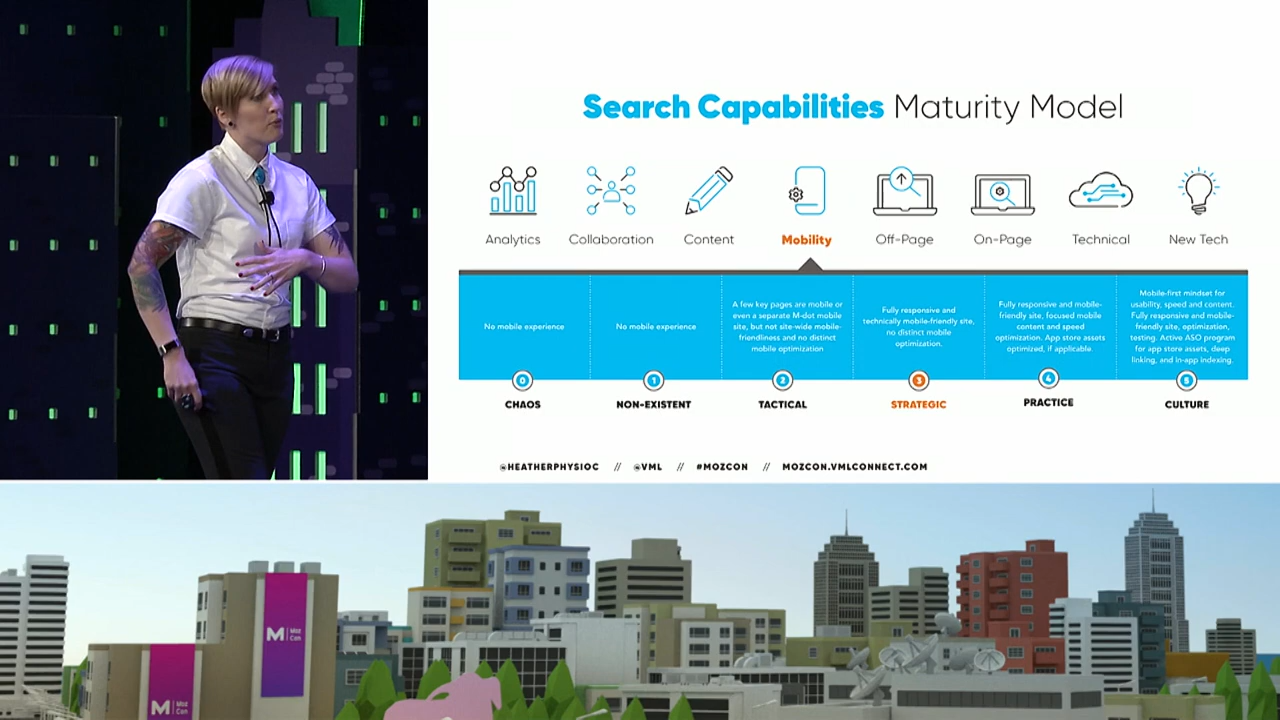 Search Capabilities Maturity Model
Analytics
Collaboration
Content
Mobility
Off-Page
On-Page
Technical
New Tech
No mobile experience
No mobile experience
A few key pages are mobile or
even a separate M-dot mobile
site, but not site-wide mobile-
friendliness and no distinct
mobile optimization
Fully responsive and
technically mobile-friendly site,
no distinct mobile
optimization.
Fully responsive and mobile-
friendly site, focused mobile
content and speed
optimization. App store assets
optimized, if applicable.
Mobile-first mindset for
usability, speed and content.
Fully responsive and mobile-
friendly site, optimization,
testing. Active ASO program
for app store assets, deep
linking, and in-app indexing.
0
1
2
3
4
5
CHAOS
NON-EXISTENT
TACTICAL
STRATEGIC
PRACTICE
CULTURE
@HEATHERPHYSIOC // @VML // #MOZCON // MOZCON.VMLCONNECT.COM
M Moz
Con
M Moz
Con